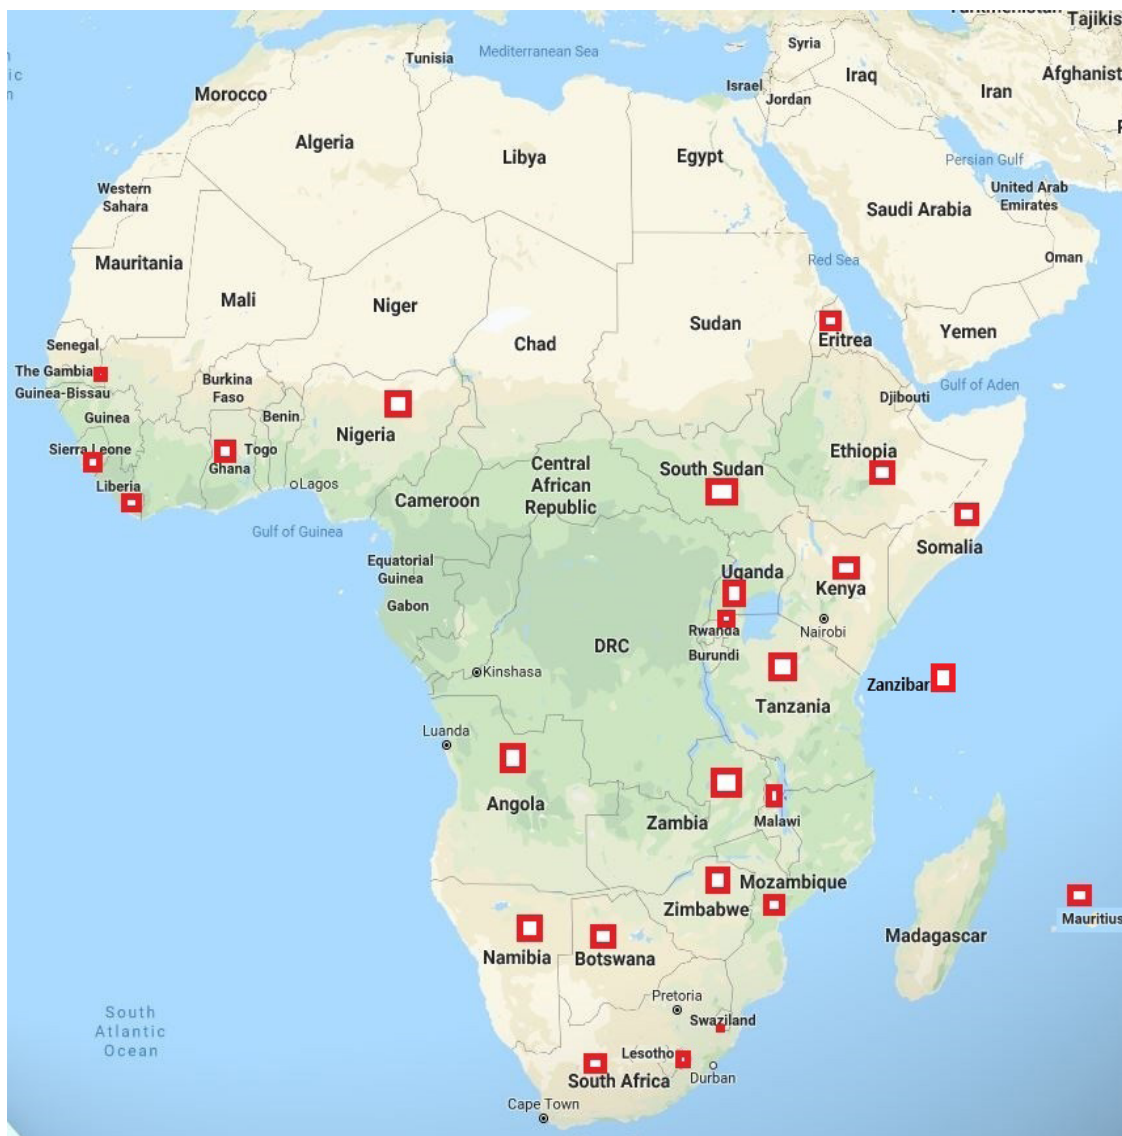 Turkmenistan
Tajikis
Tunisia
Mediterranean Sea
Syria
ic
Israel
Iraq
Iran
Afghanist
Morocco
Jordan
Algeria
Libya
Egypt
Persian Gulf
Western
Sahara
United Arab
Emirates
Saudi Arabia
Mauritania
Red Sea
Oman
Mali
Niger
Chad
Sudan
Yemen
Eritrea
Senegal
The Gambia
Guinea-Bissau
Burkina
Faso
Gulf of Aden
Djibouti
Guinea
Benin
Nigeria
Sierra Leone
Togo
Ghana
Ethiopia
Central
African
Republic
South Sudan
Liberia
Lagos
Cameroon
Gulf of Guinea
Somalia
Equatorial
Guinea
Uganda
Kenya
Gabon
Rwanda
Nairobi
DRC
Burundi
Kinshasa
Zanzibar
Tanzania
Luanda
Angola
Zambia
Malawi
Mozambique
Zimbabwe
Mauritius
Madagascar
Namibia
Botswana
Pretoria
South
Atlantic
Ocean
Swaziland
Lesotho
South Africa
Durban
Cape Town